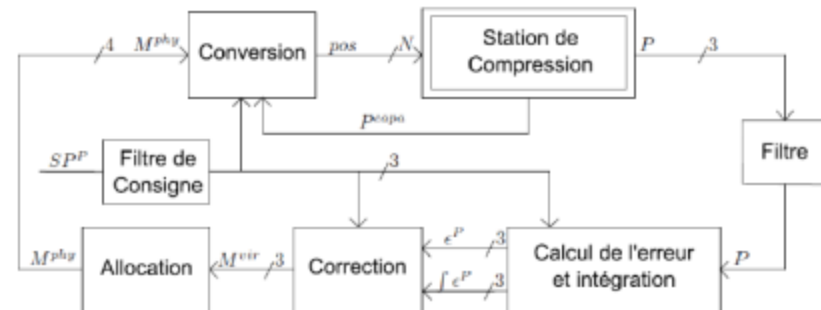 4 M^{phy}
Conversion
pos
N
Station de
Compression
P
3
P^{capa}
Filtre
SP^P
Filtre de
Consigne
3
M^{phy}
Allocation
M^{vir}
3
Correction
ϵ^P
3
∫ϵ^P
3
Calcul de l'erreur
et intégration
P